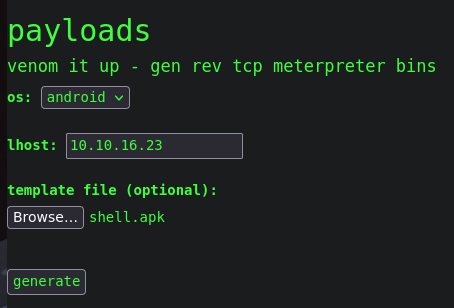 payloads
venom it up - gen rev tcp meterpreter bins
os: android
lhost: 10.10.16.23
template file (optional):
Browse... shell.apk
generate